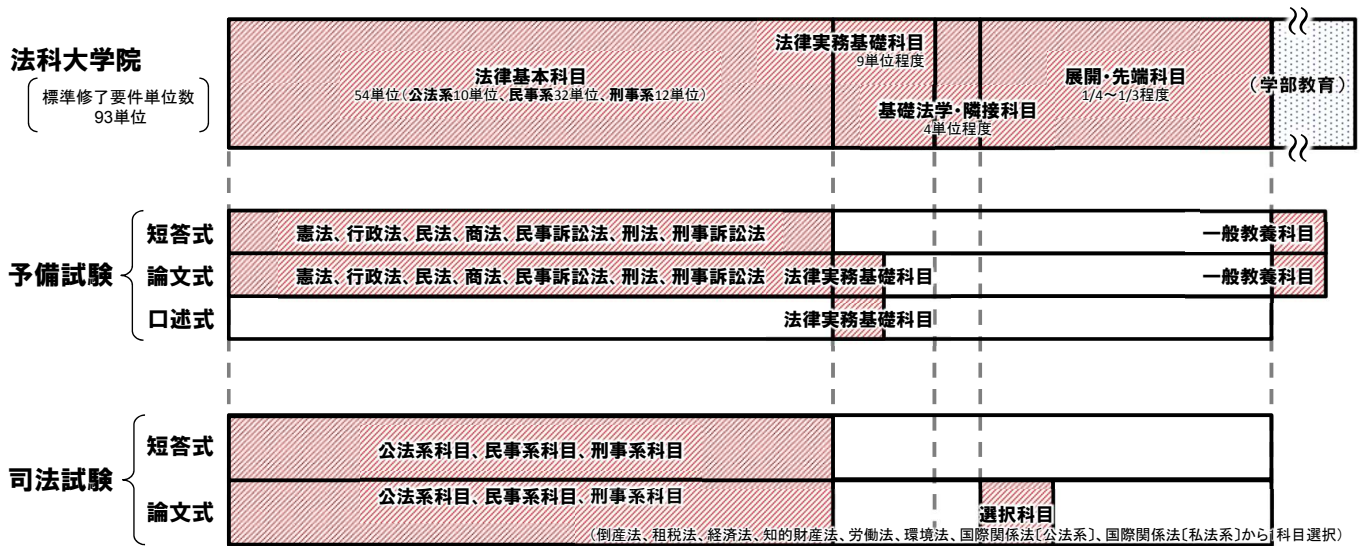 法科大学院
標準修了要件単位数
93単位
法律基本科目
54単位(公法系10単位、民事系32単位、刑事系12単位)
法律実務基礎科目
9単位程度
基礎法学・隣接科目
4単位程度
展開・先端科目
1/4～1/3程度
(学部教育)
予備試験
短答式
憲法、行政法、民法、商法、民事訴訟法、刑法、刑事訴訟法
一般教養科目
論文式
憲法、行政法、民法、商法、民事訴訟法、刑法、刑事訴訟法
法律実務基礎科目
一般教養科目
口述式
法律実務基礎科目
司法試験
短答式
公法系科目、民事系科目、刑事系科目
論文式
公法系科目、民事系科目、刑事系科目
選択科目
(倒産法、租税法、経済法、知的財産法、労働法、環境法、国際関係法〔公法系〕、国際関係法〔私法系〕から1科目選択)